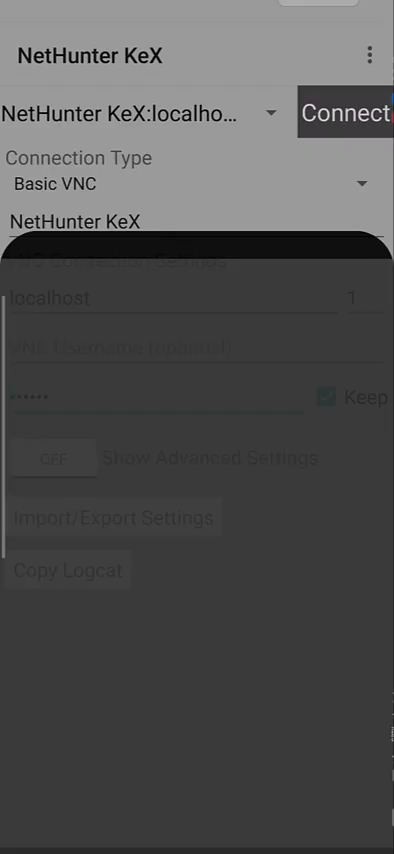 NetHunter KeX
NetHunter KeX:localho...
Connect
Connection Type
Basic VNC
NetHunter KeX
VNC Connection Settings
localhost
1
VNC Username (optional)
••••••
Keep
OFF
Show Advanced Settings
Import/Export Settings
Copy Logcat